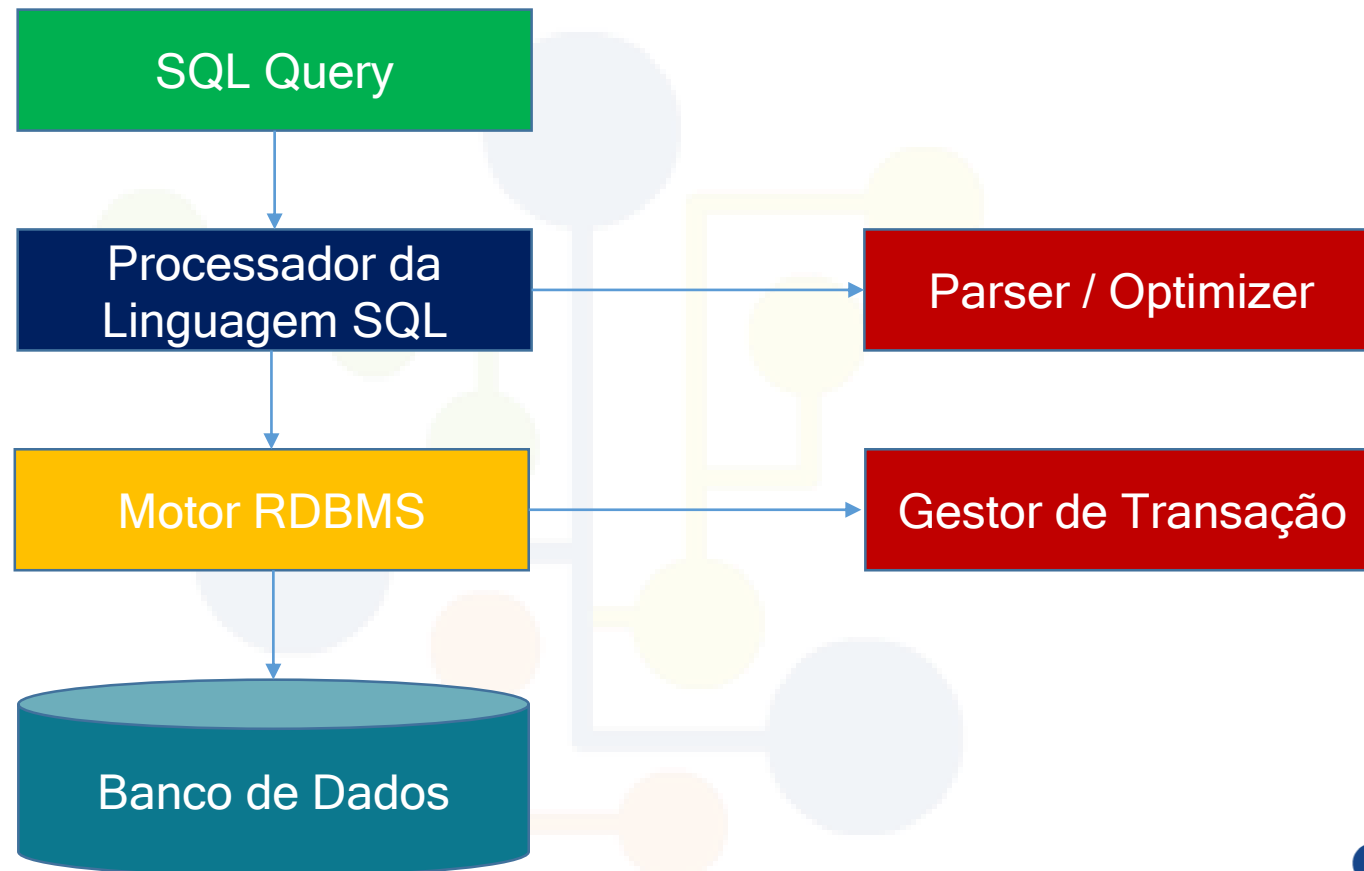 SQL Query
Processador da
Linguagem SQL
Parser / Optimizer
Motor RDBMS
Gestor de Transação
Banco de Dados